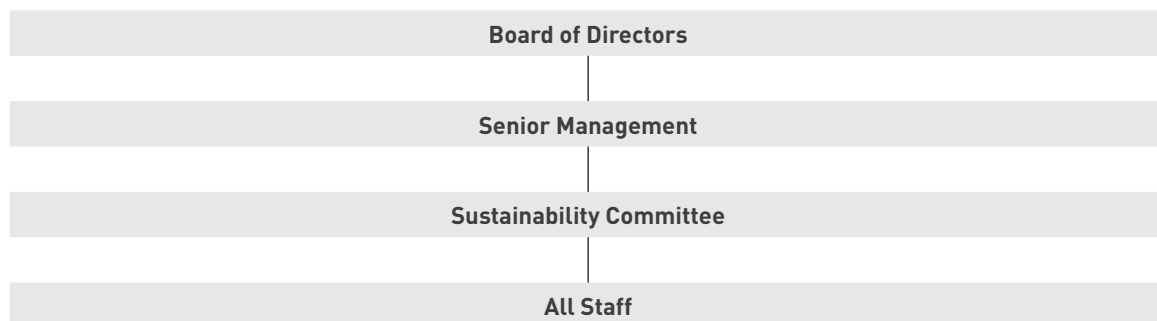 Board of Directors
Senior Management
Sustainability Committee
All Staff